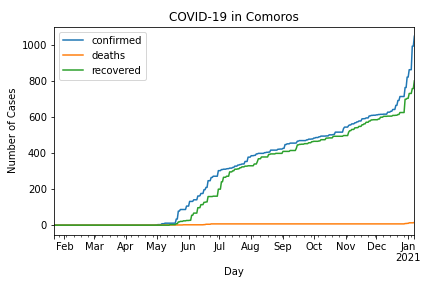 COVID-19 in Comoros
confirmed
deaths
recovered
Number of Cases
1000
800
600
400
200
0
Feb Mar Apr May Jun Jul Aug Sep Oct Nov Dec Jan
2021
Day